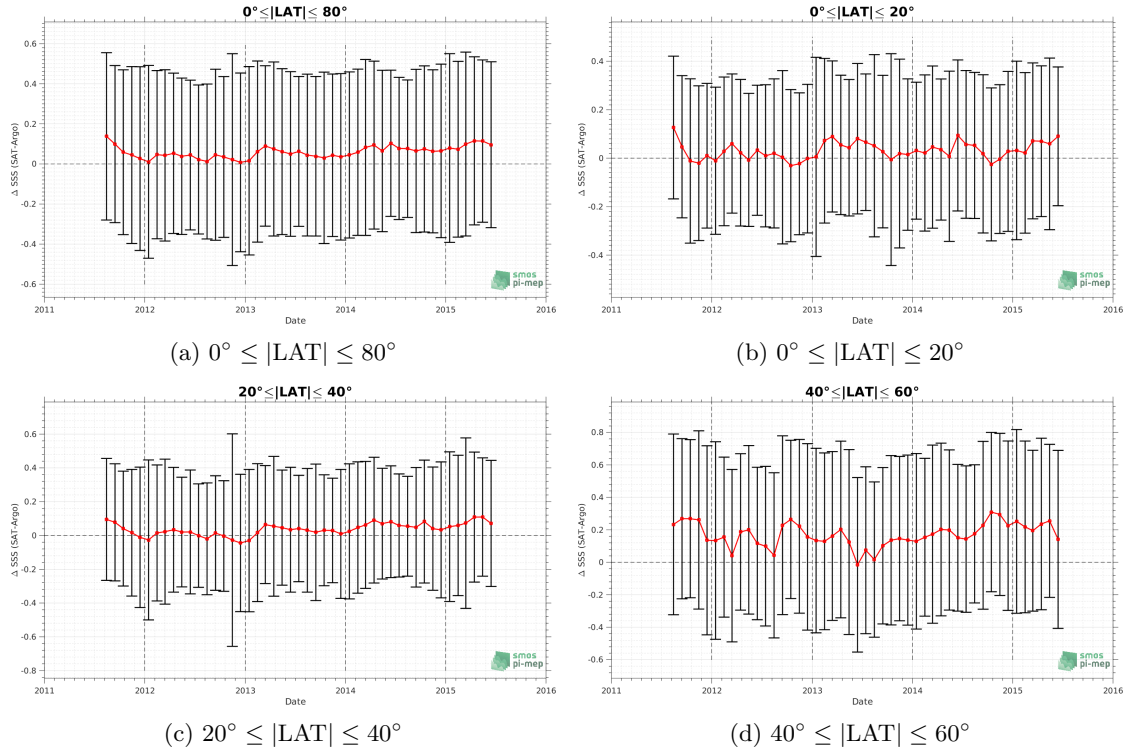 0°≤|LAT|≤ 80°
Δ SSS (SAT-Argo)
0.6
0.4
0.2
0
-0.2
-0.4
-0.6
2011 2012 2013 2014 2015 2016
Date
smos
pi-mep
(a) 0° ≤ |LAT| ≤ 80°
0°≤|LAT|≤ 20°
Δ SSS (SAT-Argo)
0.4
0.2
0
-0.2
-0.4
2011 2012 2013 2014 2015 2016
Date
smos
pi-mep
(b) 0° ≤ |LAT| ≤ 20°
20°≤|LAT|≤ 40°
Δ SSS (SAT-Argo)
0.6
0.4
0.2
0
-0.2
-0.4
-0.6
-0.8
2011 2012 2013 2014 2015 2016
Date
smos
pi-mep
(c) 20° ≤ |LAT| ≤ 40°
40°≤|LAT|≤ 60°
Δ SSS (SAT-Argo)
0.8
0.6
0.4
0.2
0
-0.2
-0.4
-0.6
2011 2012 2013 2014 2015 2016
Date
smos
pi-mep
(d) 40° ≤ |LAT| ≤ 60°